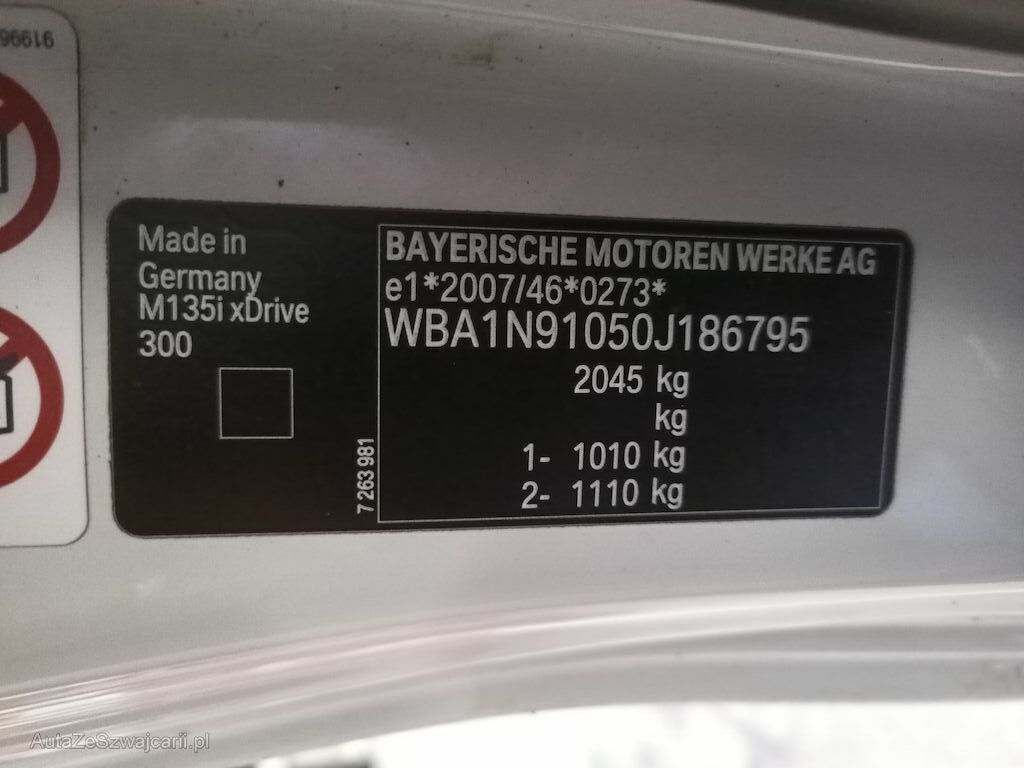 Made in
Germany
M135i xDrive
300
7 263 981
BAYERISCHE MOTOREN WERKE AG
e1*2007/46*0273*
WBA1N91050J186795
2045 kg
kg
1- 1010 kg
2- 1110 kg
AutaZeSzwajcarii.pl